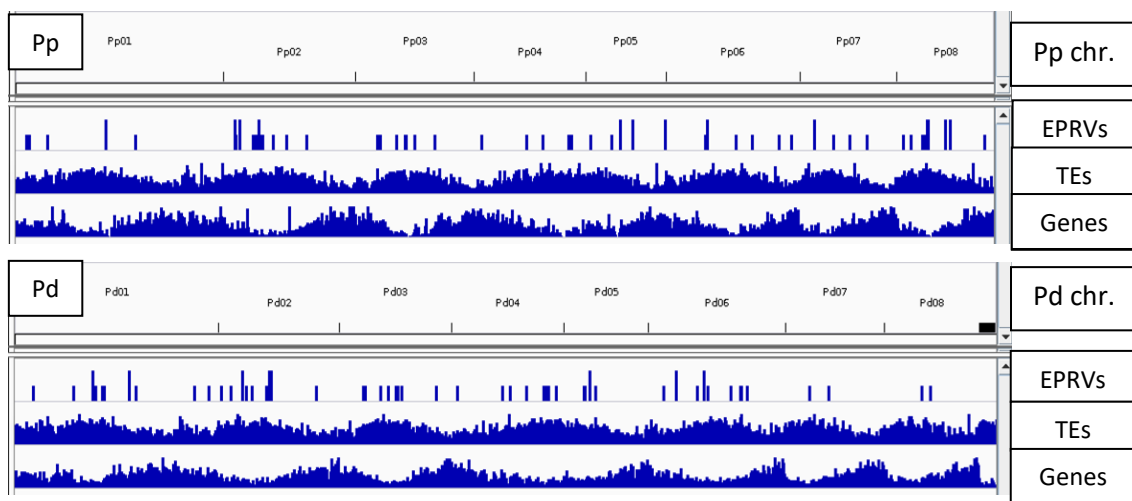 Pp
Pp01
Pp02
Pp03
Pp04
Pp05
Pp06
Pp07
Pp08
Pp chr.
EPRVs
TEs
Genes
Pd
Pd01
Pd02
Pd03
Pd04
Pd05
Pd06
Pd07
Pd08
Pd chr.
EPRVs
TEs
Genes